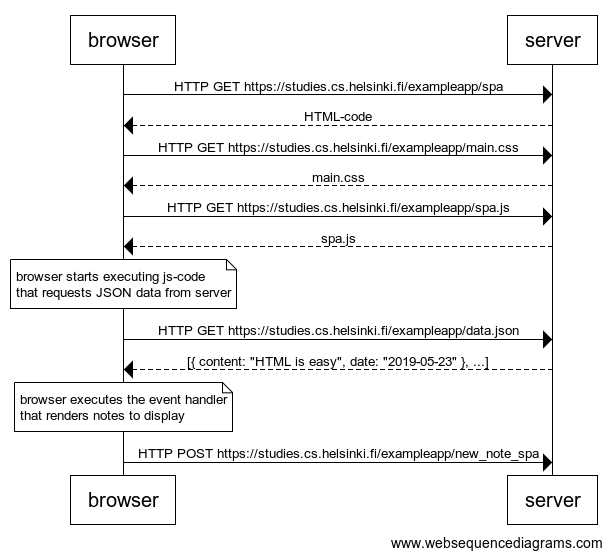 browser
server
HTTP GET https://studies.cs.helsinki.fi/exampleapp/spa
HTML-code
HTTP GET https://studies.cs.helsinki.fi/exampleapp/main.css
main.css
HTTP GET https://studies.cs.helsinki.fi/exampleapp/spa.js
spa.js
browser starts executing js-code
that requests JSON data from server
HTTP GET https://studies.cs.helsinki.fi/exampleapp/data.json
[{ content: "HTML is easy", date: "2019-05-23" }, ...]
browser executes the event handler
that renders notes to display
HTTP POST https://studies.cs.helsinki.fi/exampleapp/new_note_spa
browser
server
www.websequencediagrams.com